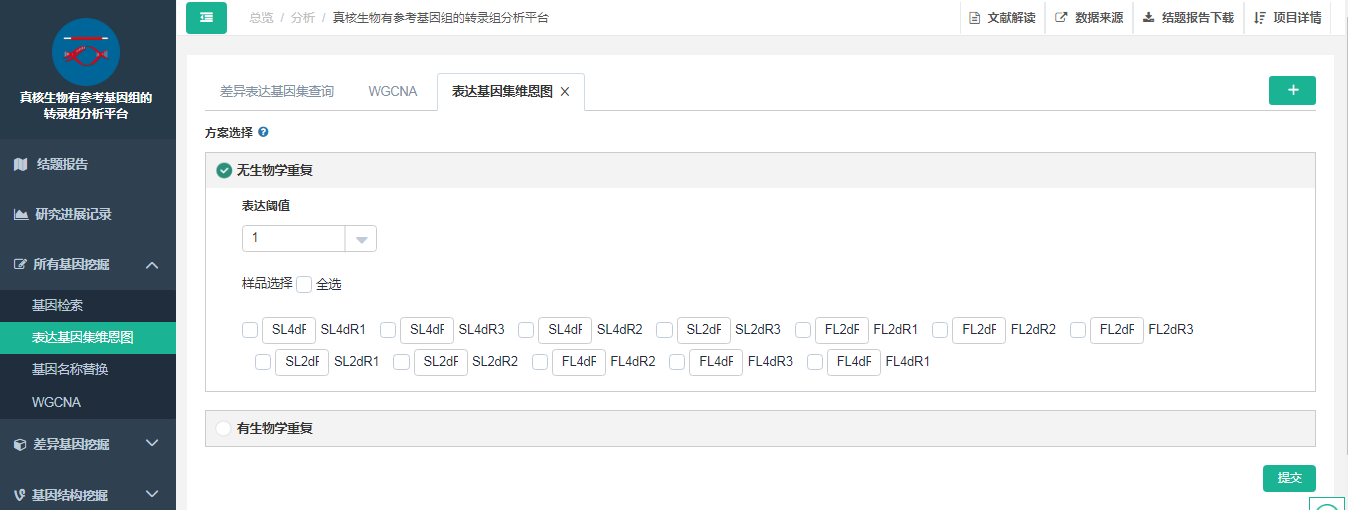 总览 / 分析 / 真核生物有参考基因组的转录组分析平台
文献解读
数据来源
结题报告下载
项目详情
真核生物有参考基因组的
转录组分析平台
结题报告
研究进展记录
所有基因挖掘
基因检索
表达基因集维恩图
基因名称替换
WGCNA
差异基因挖掘
基因结构挖掘
差异表达基因集查询
WGCNA
表达基因集维恩图 X
+
方案选择 ?
无生物学重复
表达阈值
1
样品选择 全选
SL4dF SL4dR1 SL4dF SL4dR3 SL4dF SL4dR2 SL2dF SL2dR3 FL2dF FL2dR1 FL2dF FL2dR2 FL2dF FL2dR3
SL2dF SL2dR1 SL2dF SL2dR2 FL4dF FL4dR2 FL4dF FL4dR3 FL4dF FL4dR1
有生物学重复
提交